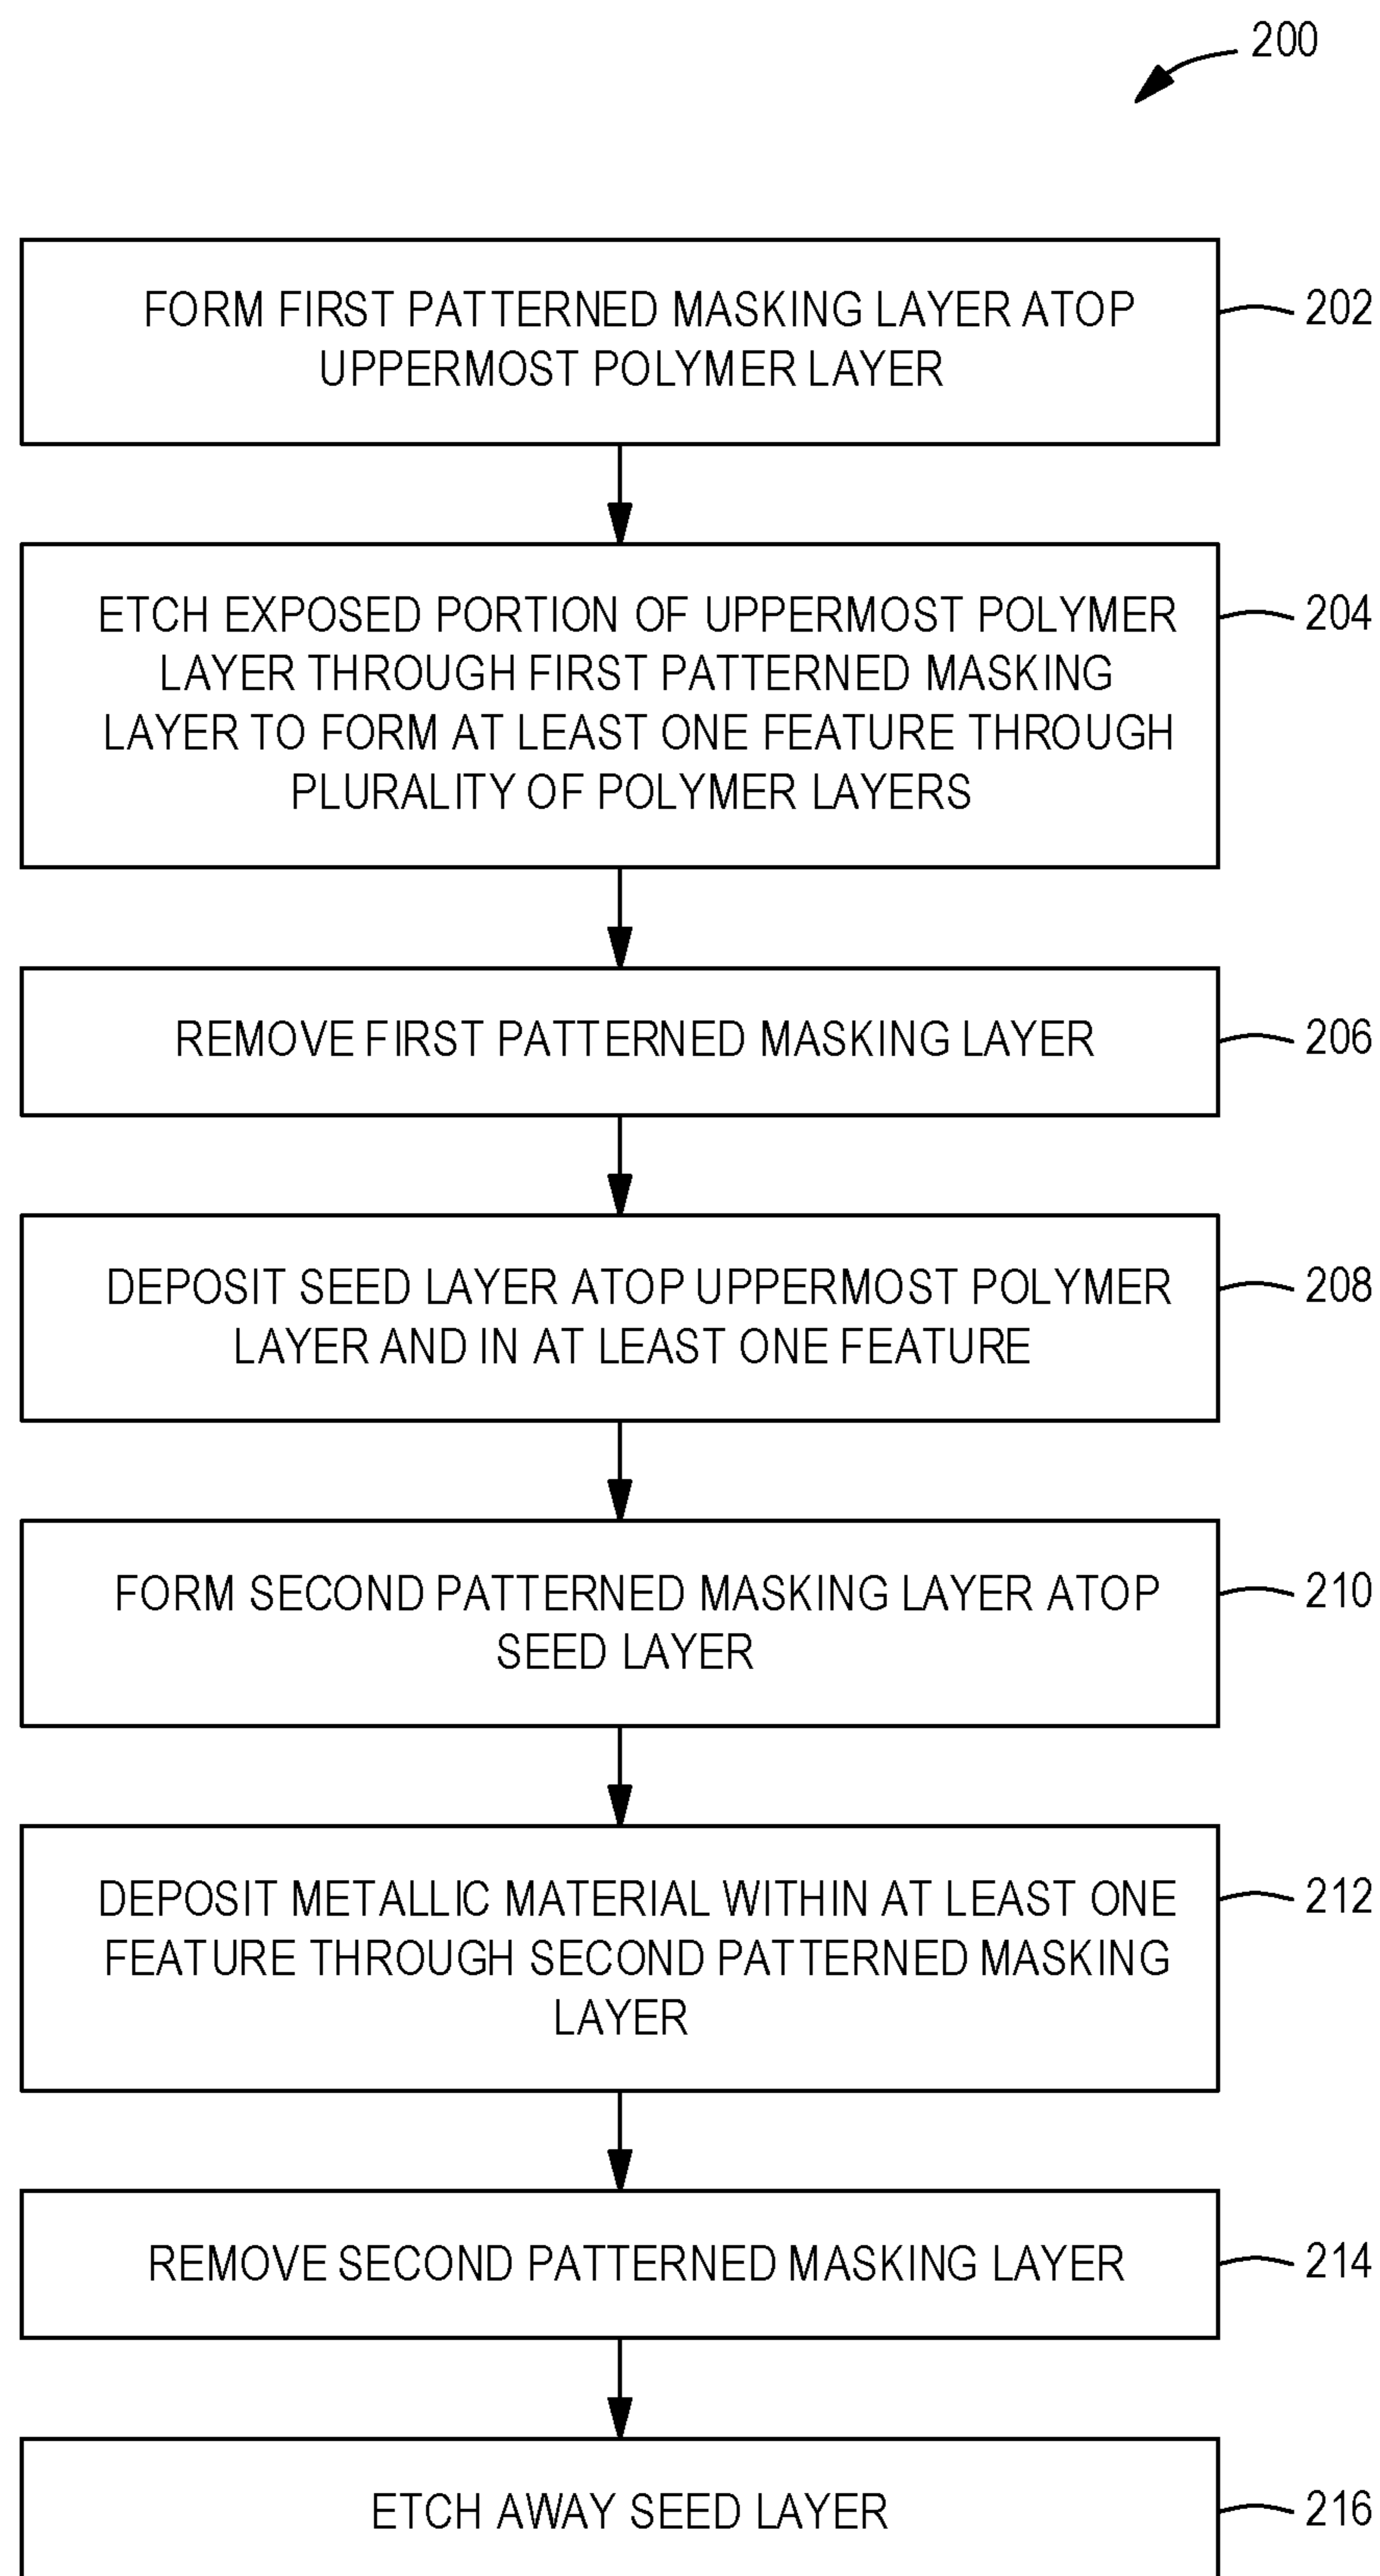 200
FORM FIRST PATTERNED MASKING LAYER ATOP
UPPERMOST POLYMER LAYER
202
ETCH EXPOSED PORTION OF UPPERMOST POLYMER
LAYER THROUGH FIRST PATTERNED MASKING
LAYER TO FORM AT LEAST ONE FEATURE THROUGH
PLURALITY OF POLYMER LAYERS
204
REMOVE FIRST PATTERNED MASKING LAYER
206
DEPOSIT SEED LAYER ATOP UPPERMOST POLYMER
LAYER AND IN AT LEAST ONE FEATURE
208
FORM SECOND PATTERNED MASKING LAYER ATOP
SEED LAYER
210
DEPOSIT METALLIC MATERIAL WITHIN AT LEAST ONE
FEATURE THROUGH SECOND PATTERNED MASKING
LAYER
212
REMOVE SECOND PATTERNED MASKING LAYER
214
ETCH AWAY SEED LAYER
216